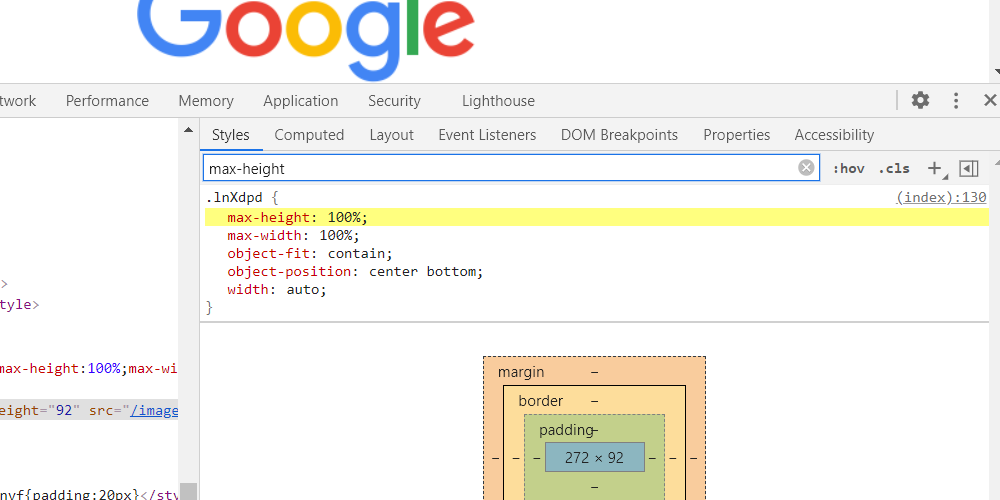 Google
twork Performance Memory Application Security Lighthouse
Styles Computed Layout Event Listeners DOM Breakpoints Properties Accessibility
max-height :hov .cls +
.lnXdpd { (index):130
max-height: 100%;
max-width: 100%;
object-fit: contain;
object-position: center bottom;
width: auto;
}
>
tyle>
max-height:100%;max-wi
eight="92" src="/image
nyf{padding:20px}</sty
margin –
border –
padding –
– – – 272 × 92 – – –
–